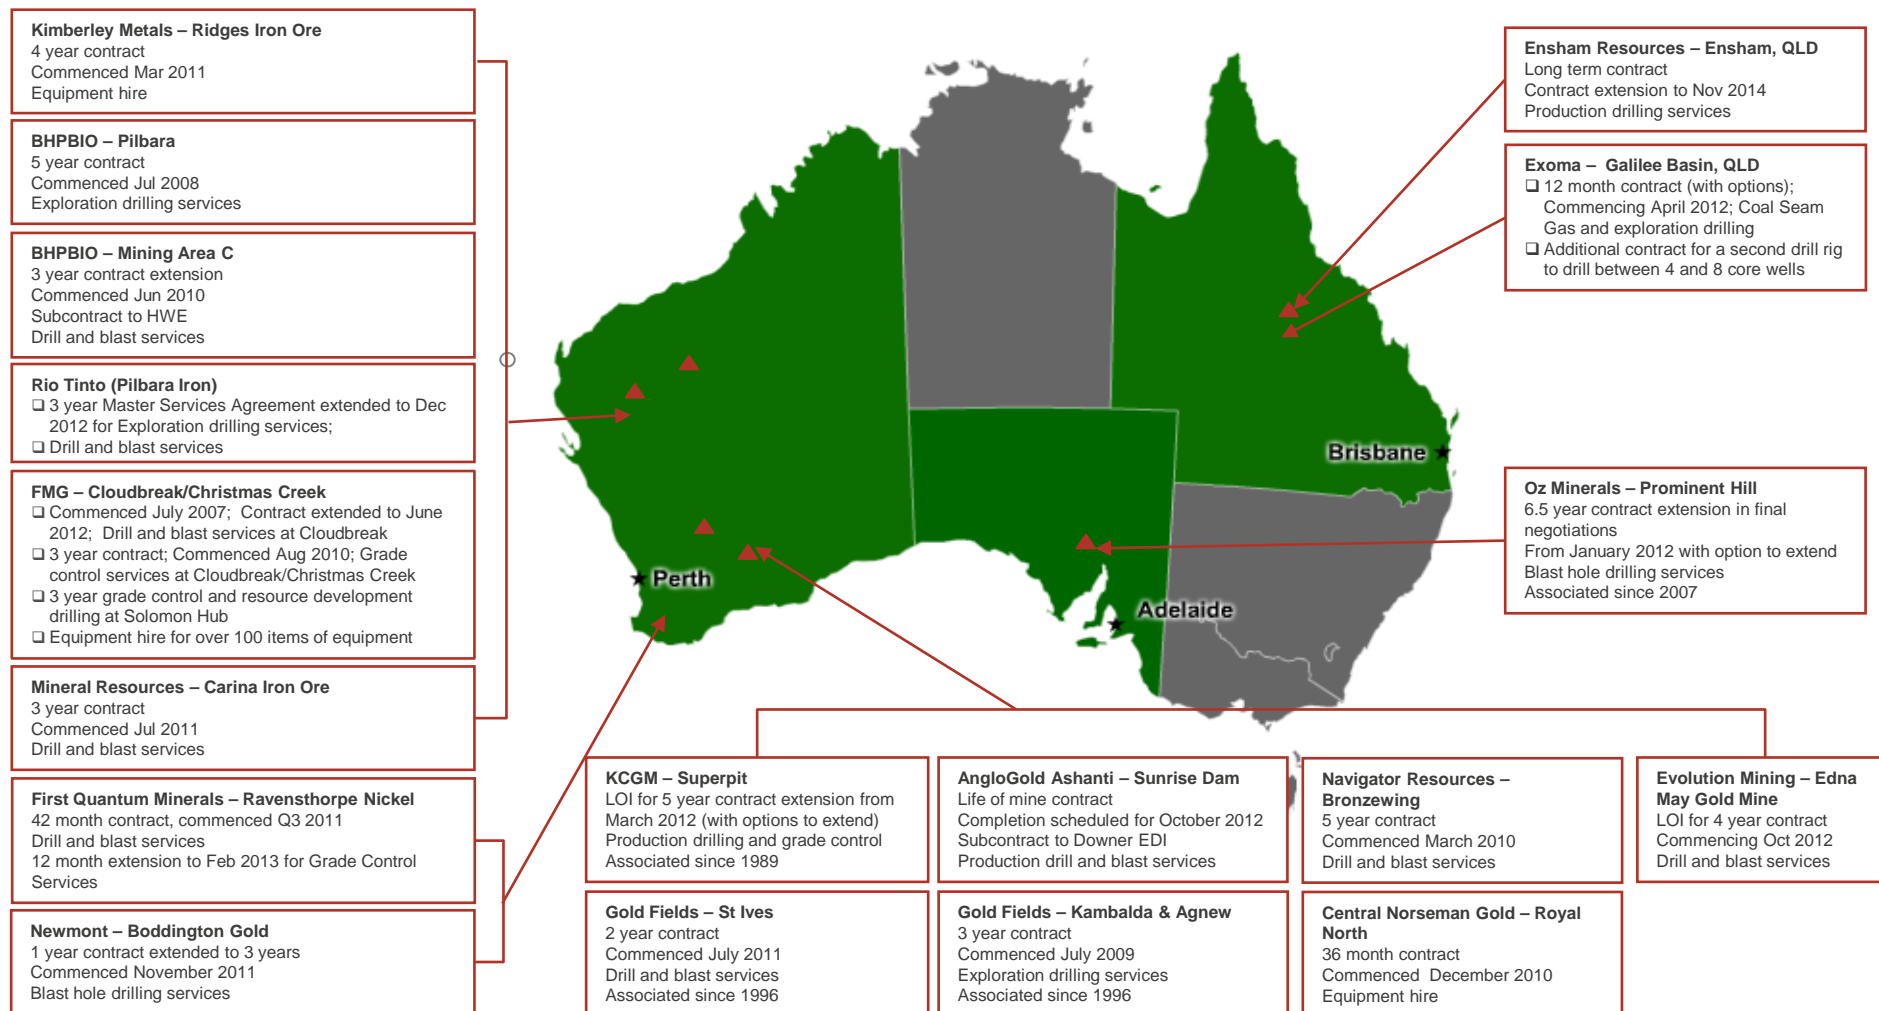 Kimberley Metals – Ridges Iron Ore
4 year contract
Commenced Mar 2011
Equipment hire
BHPBIO – Pilbara
5 year contract
Commenced Jul 2008
Exploration drilling services
BHPBIO – Mining Area C
3 year contract extension
Commenced Jun 2010
Subcontract to HWE
Drill and blast services
Rio Tinto (Pilbara Iron)
❑ 3 year Master Services Agreement extended to Dec
2012 for Exploration drilling services;
❑ Drill and blast services
FMG – Cloudbreak/Christmas Creek
❑ Commenced July 2007; Contract extended to June
2012; Drill and blast services at Cloudbreak
❑ 3 year contract; Commenced Aug 2010; Grade
control services at Cloudbreak/Christmas Creek
❑ 3 year grade control and resource development
drilling at Solomon Hub
❑ Equipment hire for over 100 items of equipment
Mineral Resources – Carina Iron Ore
3 year contract
Commenced Jul 2011
Drill and blast services
First Quantum Minerals – Ravensthorpe Nickel
42 month contract, commenced Q3 2011
Drill and blast services
12 month extension to Feb 2013 for Grade Control
Services
Newmont – Boddington Gold
1 year contract extended to 3 years
Commenced November 2011
Blast hole drilling services
Perth
Adelaide
Brisbane
Ensham Resources – Ensham, QLD
Long term contract
Contract extension to Nov 2014
Production drilling services
Exoma – Galilee Basin, QLD
❑ 12 month contract (with options);
Commencing April 2012; Coal Seam
Gas and exploration drilling
❑ Additional contract for a second drill rig
to drill between 4 and 8 core wells
Oz Minerals – Prominent Hill
6.5 year contract extension in final
negotiations
From January 2012 with option to extend
Blast hole drilling services
Associated since 2007
KCGM – Superpit
LOI for 5 year contract extension from
March 2012 (with options to extend)
Production drilling and grade control
Associated since 1989
AngloGold Ashanti – Sunrise Dam
Life of mine contract
Completion scheduled for October 2012
Subcontract to Downer EDI
Production drill and blast services
Navigator Resources –
Bronzewing
5 year contract
Commenced March 2010
Drill and blast services
Evolution Mining – Edna
May Gold Mine
LOI for 4 year contract
Commencing Oct 2012
Drill and blast services
Gold Fields – St Ives
2 year contract
Commenced July 2011
Drill and blast services
Associated since 1996
Gold Fields – Kambalda & Agnew
3 year contract
Commenced July 2009
Exploration drilling services
Associated since 1996
Central Norseman Gold – Royal
North
36 month contract
Commenced December 2010
Equipment hire